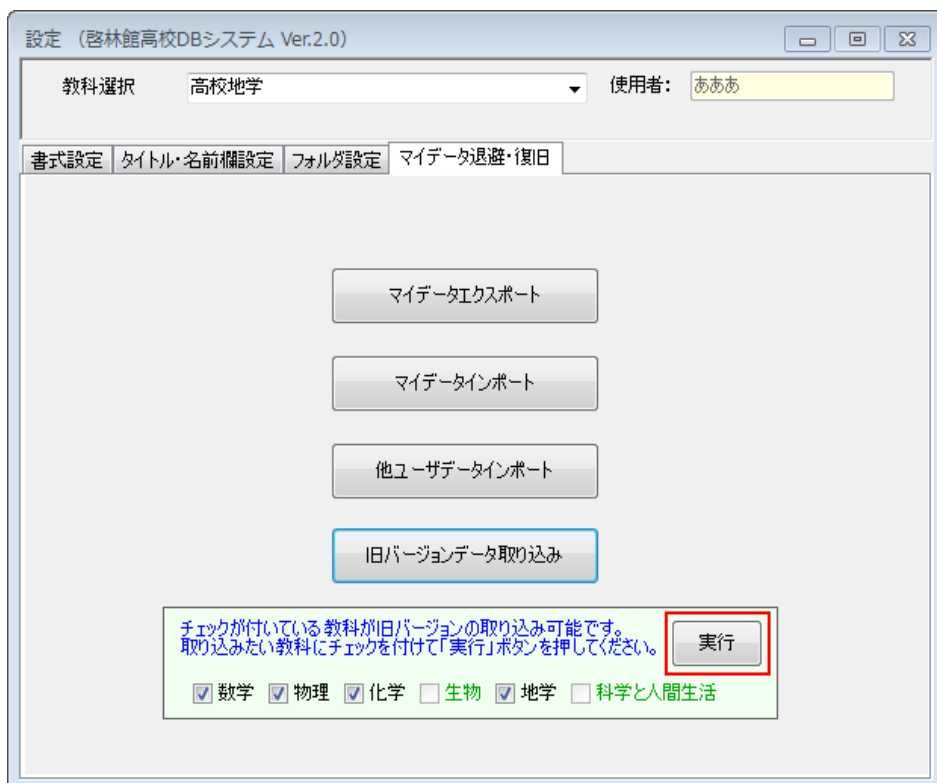 設定 （啓林館高校DBシステム Ver.2.0）
教科選択 高校地学 使用者： あああ
書式設定 タイトル・名前欄設定 フォルダ設定 マイデータ退避・復旧
マイデータエクスポート
マイデータインポート
他ユーザデータインポート
旧バージョンデータ取り込み
チェックが付いている教科が旧バージョンの取り込み可能です。
取り込みたい教科にチェックを付けて「実行」ボタンを押してください。
実行
数学 物理 化学 生物 地学 科学と人間生活